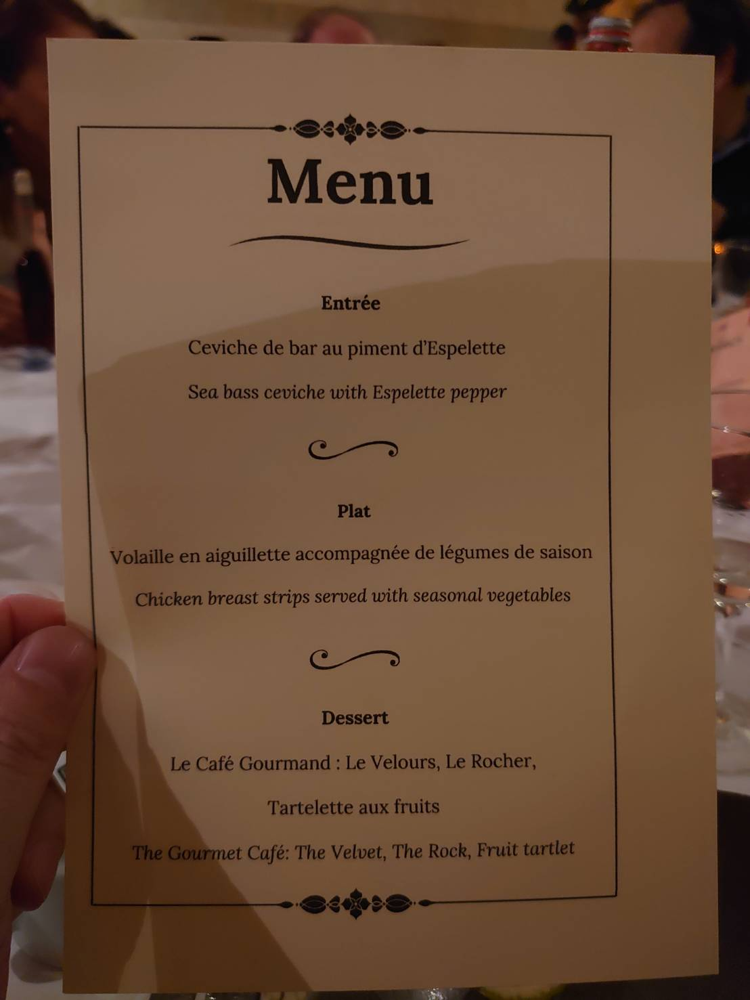 Menu
Entrée
Ceviche de bar au piment d'Espelette
Sea bass ceviche with Espelette pepper
Plat
Volaille en aiguillette accompagnée de légumes de saison
Chicken breast strips served with seasonal vegetables
Dessert
Le Café Gourmand : Le Velours, Le Rocher,
Tartelette aux fruits
The Gourmet Café: The Velvet, The Rock, Fruit tartlet